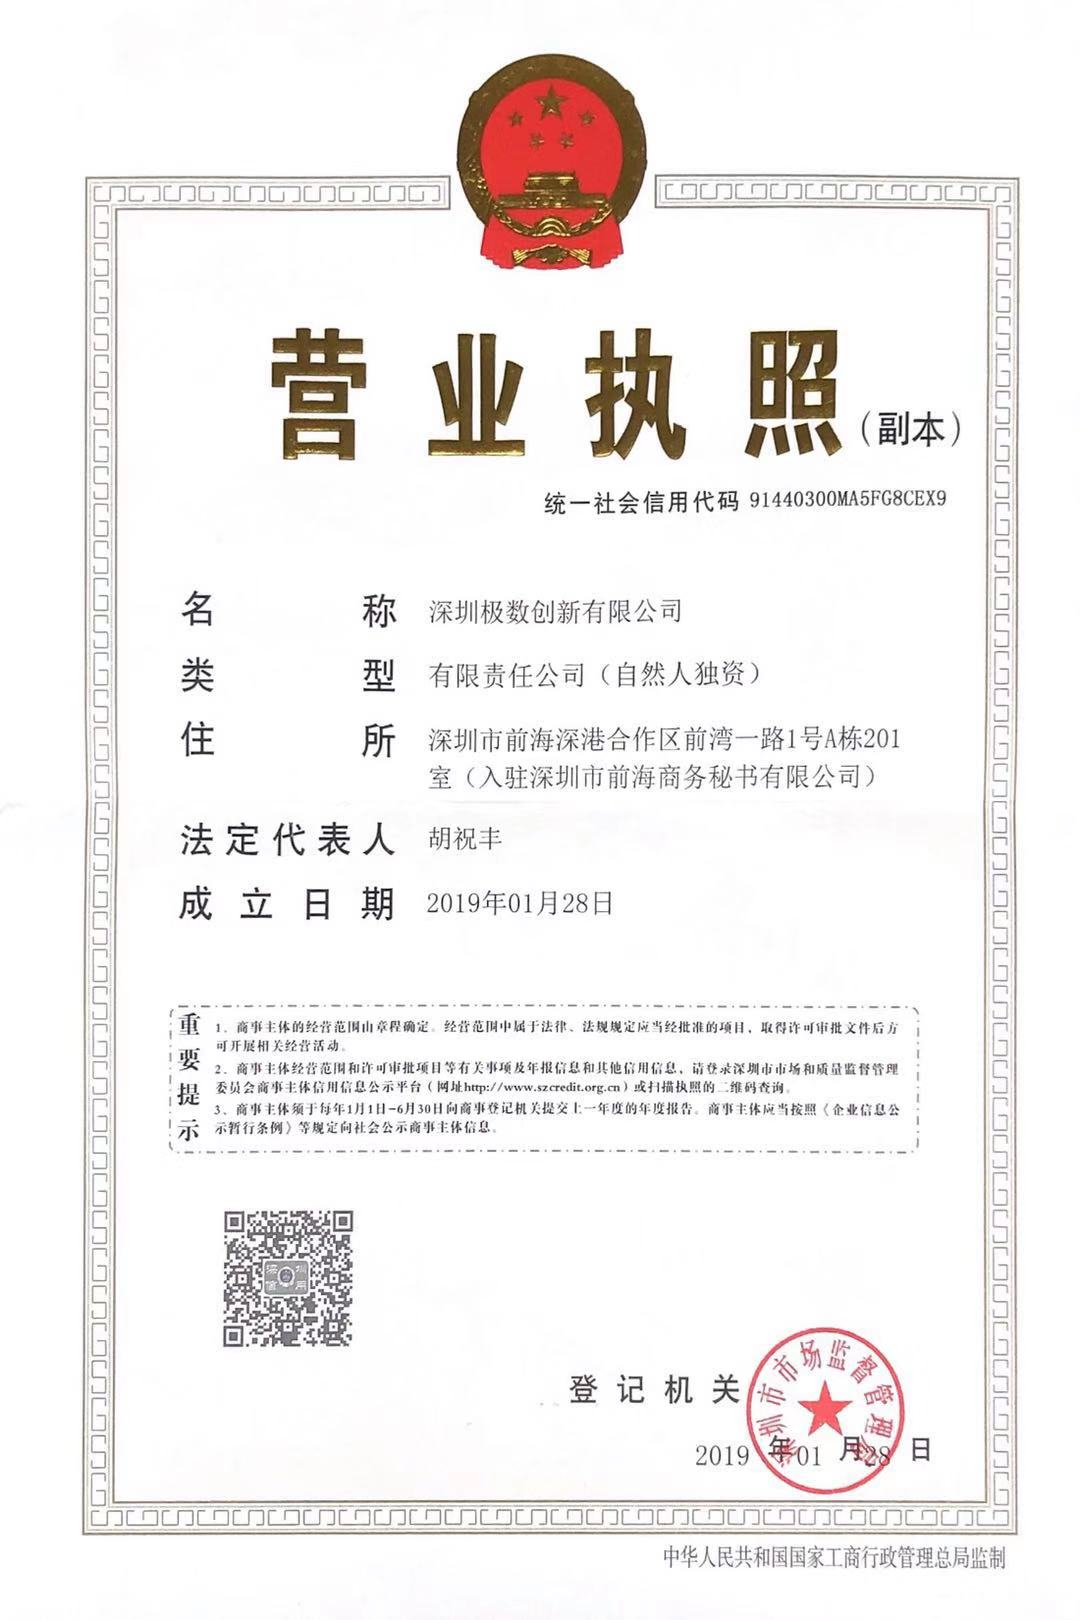 营业执照(副本)
统一社会信用代码 91440300MA5FG8CEX9
名称 深圳极数创新有限公司
类型 有限责任公司（自然人独资）
住所 深圳市前海深港合作区前湾一路1号A栋201
室（入驻深圳市前海商务秘书有限公司）
法定代表人 胡祝丰
成立日期 2019年01月28日
重要提示
1、商事主体的经营范围由章程确定。经营范围中属于法律、法规规定应当经批准的项目，取得许可审批文件后方
可开展相关经营活动。
2、商事主体经营范围和许可审批项目等有关事项及年报信息和其他信用信息，请登录深圳市市场和质量监督管理
委员会商事主体信用信息公示平台（网址http://www.szcredit.org.cn）或扫描执照的二维码查询。
3、商事主体须于每年1月1日-6月30日向商事登记机关提交上一年度的年度报告。商事主体应当按照《企业信息公
示暂行条例》等规定向社会公示商事主体信息。
深圳
信用
登记机关
深圳市市场监督管理局
2019年01月28日
中华人民共和国国家工商行政管理总局监制